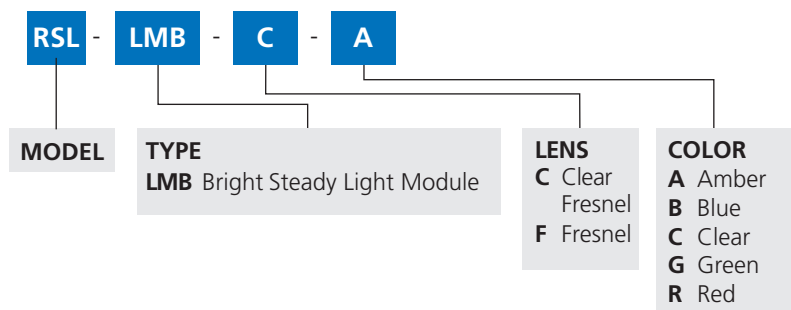 RSL - LMB - C - A
MODEL
TYPE
LMB Bright Steady Light Module
LENS
C Clear
Fresnel
F Fresnel
COLOR
A Amber
B Blue
C Clear
G Green
R Red